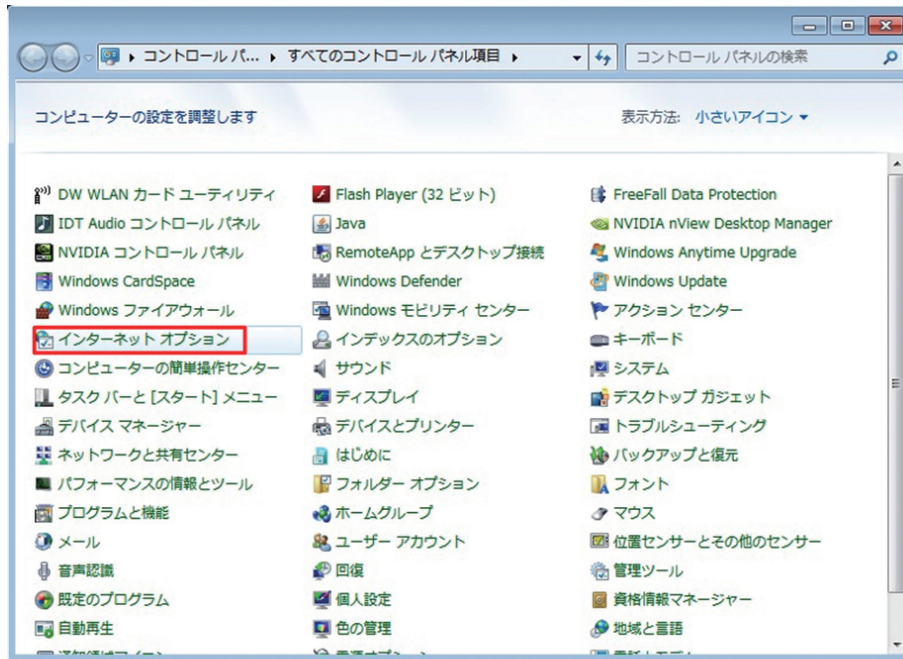 コントロール パ... すべてのコントロール パネル項目 コントロール パネルの検索
コンピューターの設定を調整します 表示方法: 小さいアイコン
DW WLAN カード ユーティリティ Flash Player (32 ビット) FreeFall Data Protection
IDT Audio コントロール パネル Java NVIDIA nView Desktop Manager
NVIDIA コントロール パネル RemoteApp とデスクトップ接続 Windows Anytime Upgrade
Windows CardSpace Windows Defender Windows Update
Windows ファイアウォール Windows モビリティ センター アクション センター
インターネット オプション インデックスのオプション キーボード
コンピューターの簡単操作センター サウンド システム
タスク バーと [スタート] メニュー ディスプレイ デスクトップ ガジェット
デバイス マネージャー デバイスとプリンター トラブルシューティング
ネットワークと共有センター はじめに バックアップと復元
パフォーマンスの情報とツール フォルダー オプション フォント
プログラムと機能 ホームグループ マウス
メール ユーザー アカウント 位置センサーとその他のセンサー
音声認識 回復 管理ツール
既定のプログラム 個人設定 資格情報マネージャー
自動再生 色の管理 地域と言語